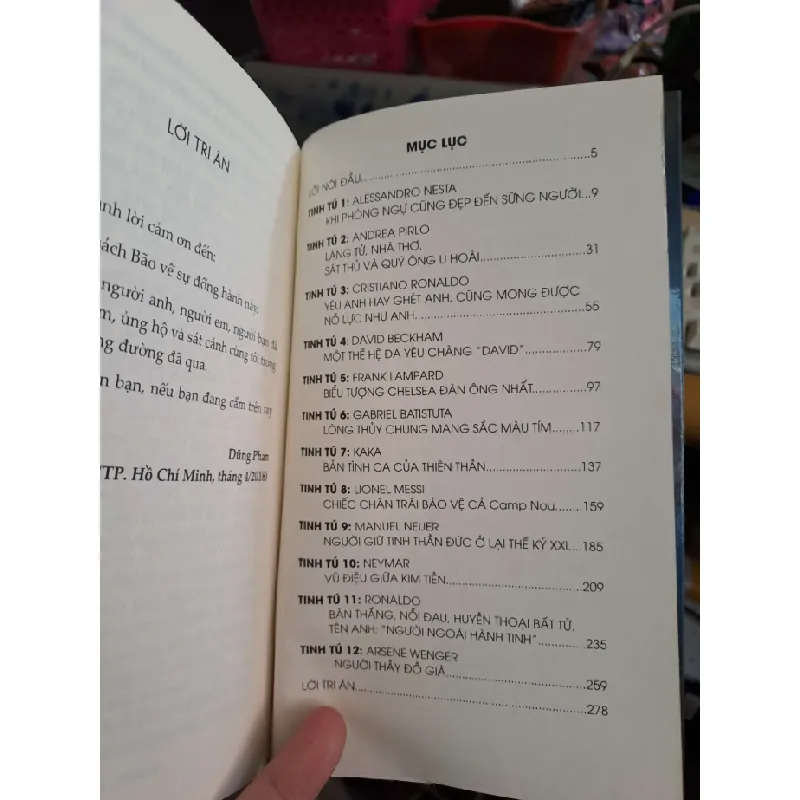 LỜI TRI ÂN
nh lời cảm ơn đến:
sách Bão về sự đồng hành này.
người anh, người em, người bạn đã
m, ủng hộ và sát cánh cùng tôi trong
ng đường đã qua.
n bạn, nếu bạn đang cầm trên tay
Dũng Phan
(TP. Hồ Chí Minh, tháng 1/2018)
MỤC LỤC
LỜI NÓI ĐẦU..........5
TINH TÚ 1: ALESSANDRO NESTA
KHI PHÒNG NGỰ CŨNG ĐẸP ĐẾN SỮNG NGƯỜI...9
TINH TÚ 2: ANDREA PIRLO
LÃNG TỬ, NHÀ THƠ,
SÁT THỦ VÀ QUÝ ÔNG U HOÀI..........31
TINH TÚ 3: CRISTIANO RONALDO
YÊU ANH HAY GHÉT ANH, CŨNG MONG ĐƯỢC
NỖ LỰC NHƯ ANH..........55
TINH TÚ 4: DAVID BECKHAM
MỘT THẾ HỆ ĐÃ YÊU CHÀNG "DAVID"..........79
TINH TÚ 5: FRANK LAMPARD
BIỂU TƯỢNG CHELSEA ĐÀN ÔNG NHẤT..........97
TINH TÚ 6: GABRIEL BATISTUTA
LÒNG THỦY CHUNG MANG SẮC MÀU TÍM..........117
TINH TÚ 7: KAKA
BẢN TÌNH CA CỦA THIÊN THẦN..........137
TINH TÚ 8: LIONEL MESSI
CHIẾC CHÂN TRÁI BẢO VỆ CẢ Camp Nou........159
TINH TÚ 9: MANUEL NEUER
NGƯỜI GIỮ TINH THẦN ĐỨC Ở LẠI THẾ KỶ XXI....185
TINH TÚ 10: NEYMAR
VŨ ĐIỆU GIỮA KIM TIỀN..........209
TINH TÚ 11: RONALDO
BÀN THẮNG, NỖI ĐAU, HUYỀN THOẠI BẤT TỬ,
TÊN ANH: "NGƯỜI NGOÀI HÀNH TINH"..........235
TINH TÚ 12: ARSENE WENGER
NGƯỜI THẦY ĐỒ GIÀ..........259
LỜI TRI ÂN..........278